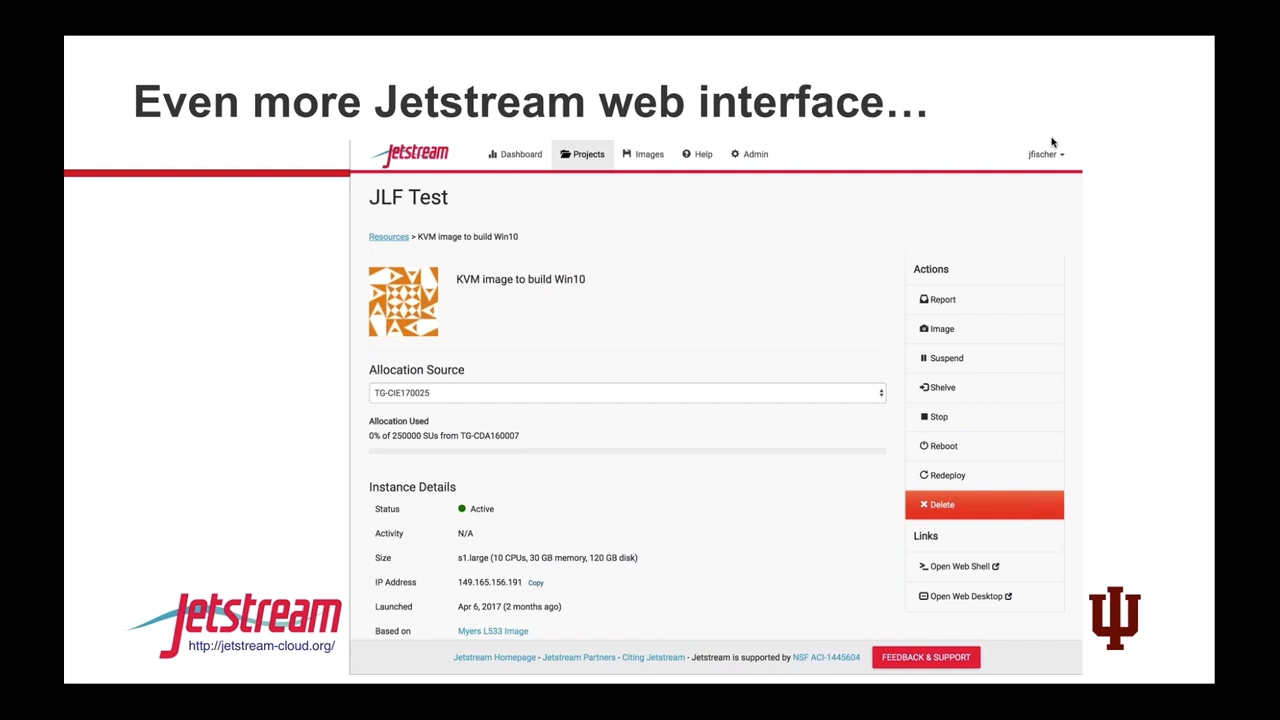 Even more Jetstream web interface…
Jetstream Dashboard Projects Images Help Admin jfischer
JLF Test
Resources > KVM image to build Win10
KVM image to build Win10
Allocation Source
TG-CIE170025
Allocation Used
0% of 250000 SUs from TG-CDA160007
Instance Details
Status Active
Activity N/A
Size s1.large (10 CPUs, 30 GB memory, 120 GB disk)
IP Address 149.165.156.191 Copy
Launched Apr 6, 2017 (2 months ago)
Based on Myers L533 Image
Actions
Report
Image
Suspend
Shelve
Stop
Reboot
Redeploy
Delete
Links
Open Web Shell
Open Web Desktop
Jetstream Homepage - Jetstream Partners - Citing Jetstream - Jetstream is supported by NSF ACI-1445604 FEEDBACK & SUPPORT
Jetstream
http://jetstream-cloud.org/